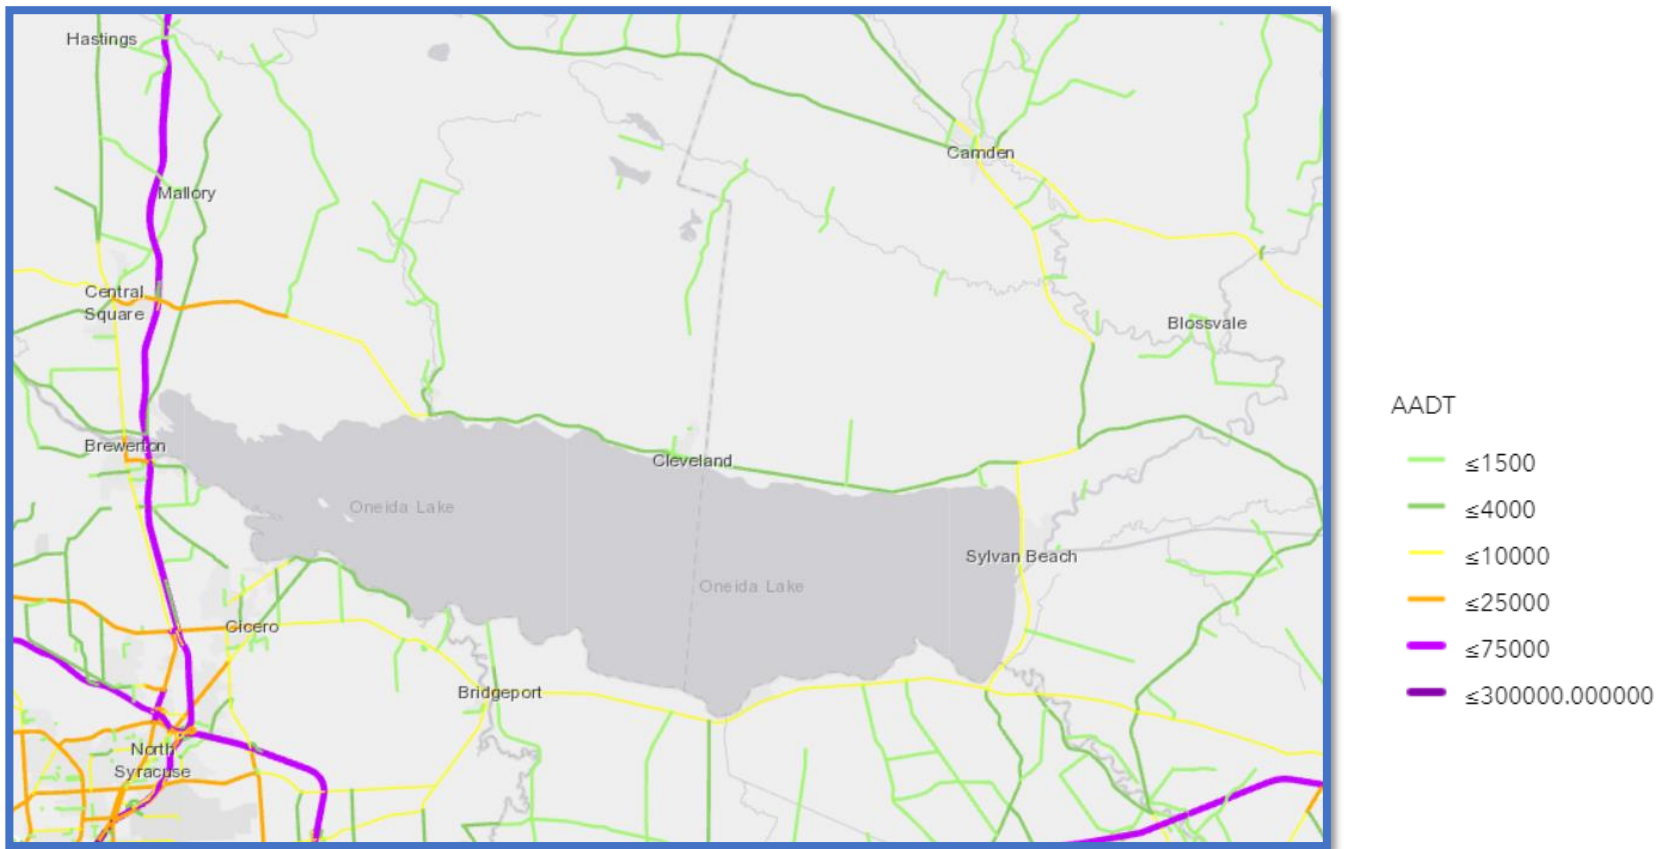 Hastings
Camden
Mallory
Central
Square
Blossvale
Brewerton
Cleveland
Oneida Lake
Sylvan Beach
Oneida Lake
Cicero
Bridgeport
North
Syracuse
AADT
≤1500
≤4000
≤10000
≤25000
≤75000
≤300000.000000